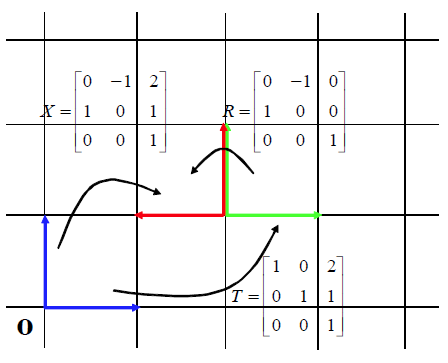 X = [0 -1 2
1 0 1
0 0 1]
R = [0 -1 0
1 0 0
0 0 1]
T = [1 0 2
0 1 1
0 0 1]
O